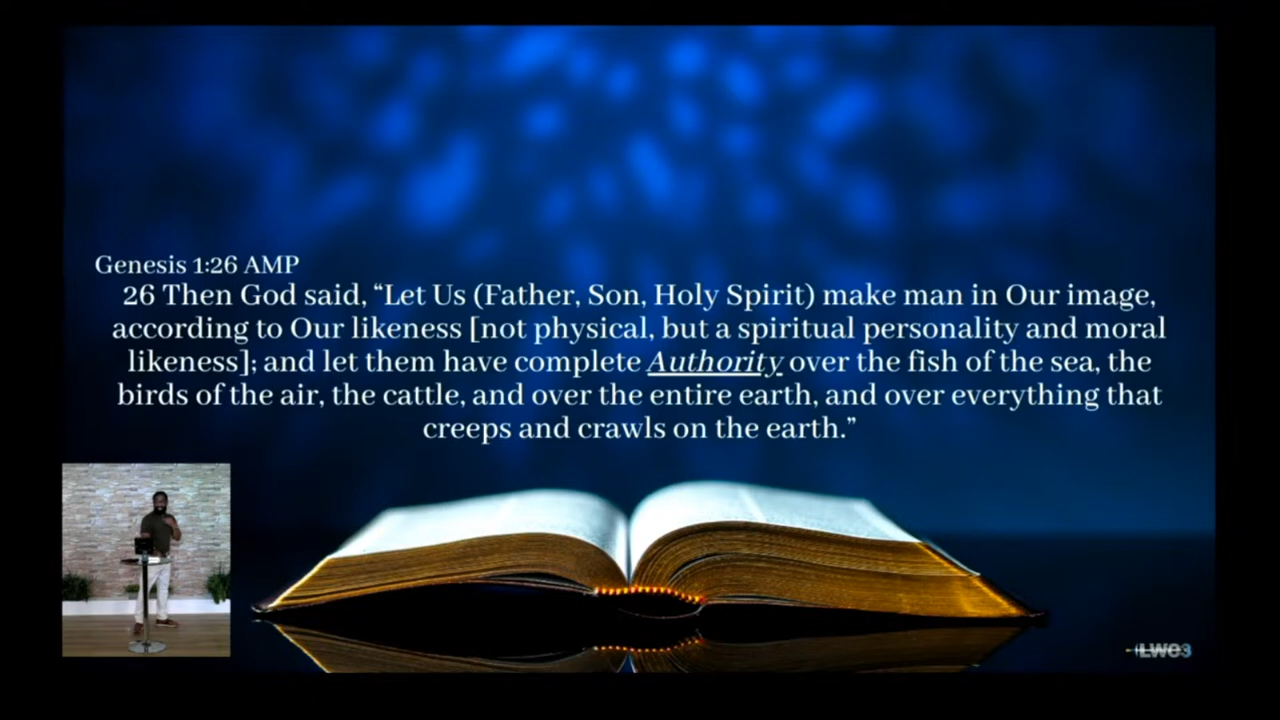 Genesis 1:26 AMP
26 Then God said, “Let Us (Father, Son, Holy Spirit) make man in Our image,
according to Our likeness [not physical, but a spiritual personality and moral
likeness]; and let them have complete Authority over the fish of the sea, the
birds of the air, the cattle, and over the entire earth, and over everything that
creeps and crawls on the earth.”
LWC3